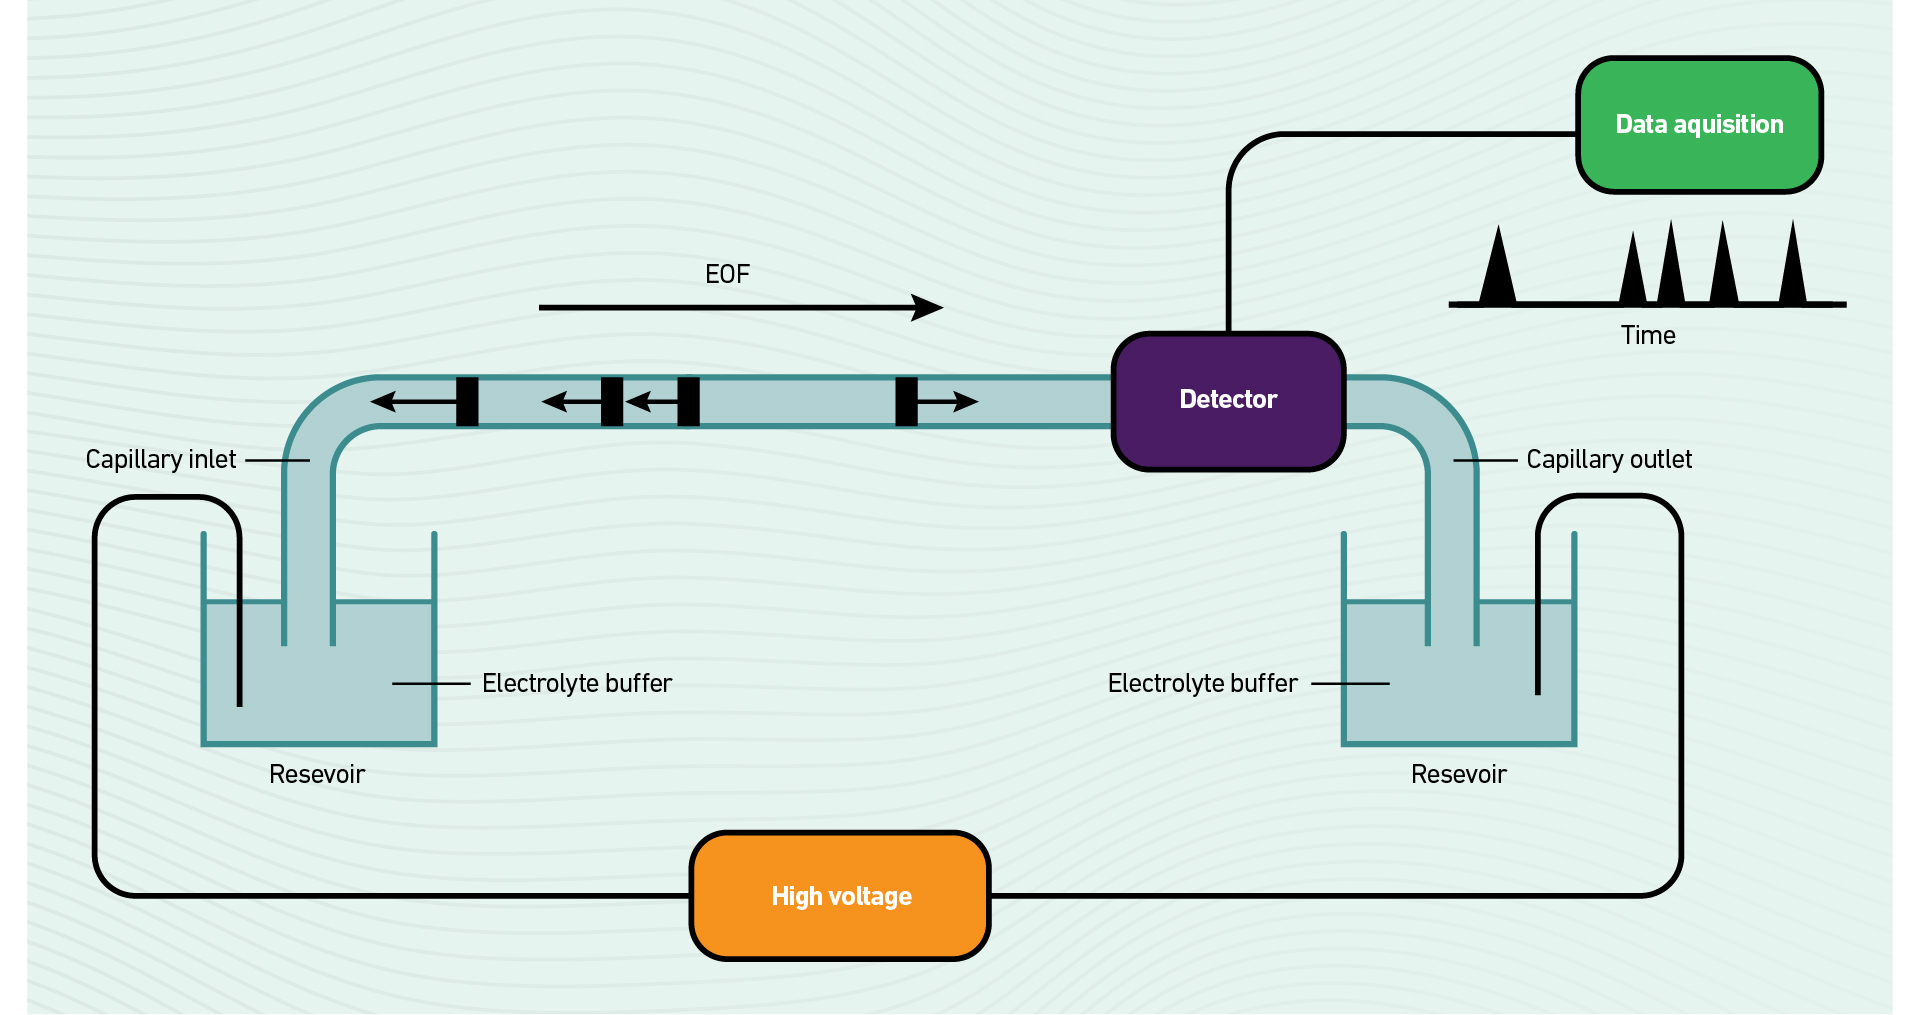 Data aquisition
EOF
Time
Detector
Capillary inlet
Capillary outlet
Electrolyte buffer
Electrolyte buffer
Resevoir
Resevoir
High voltage